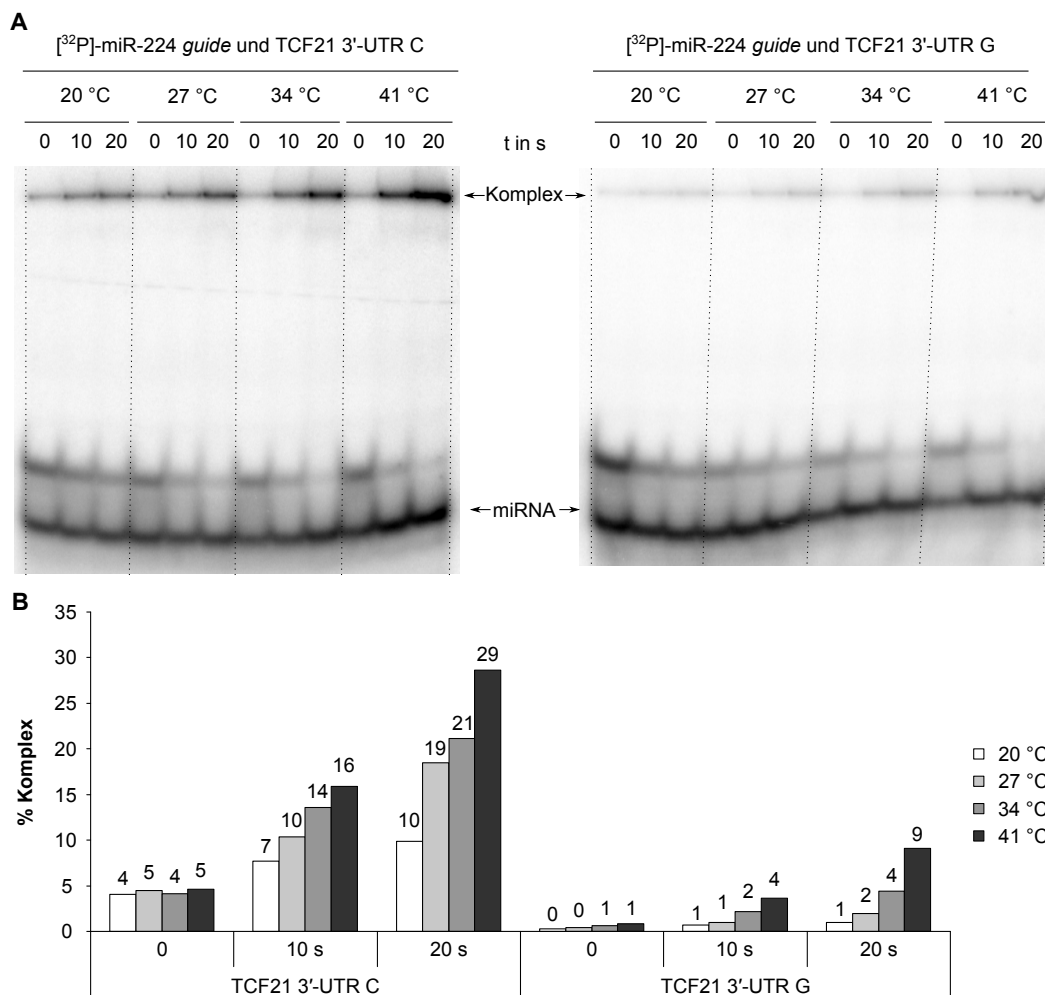 A
[³²P]-miR-224 guide und TCF21 3'-UTR C
[³²P]-miR-224 guide und TCF21 3'-UTR G
20 °C 27 °C 34 °C 41 °C
20 °C 27 °C 34 °C 41 °C
0 10 20 0 10 20 0 10 20 0 10 20
t in s
0 10 20 0 10 20 0 10 20 0 10 20
Komplex
miRNA
B
% Komplex
35
30
25
20
15
10
5
0
4 5 4 5
7 10 14 16
10 19 21 29
0 0 1 1
1 1 2 4
1 2 4 9
0 10 s 20 s 0 10 s 20 s
TCF21 3′-UTR C TCF21 3′-UTR G
20 °C
27 °C
34 °C
41 °C